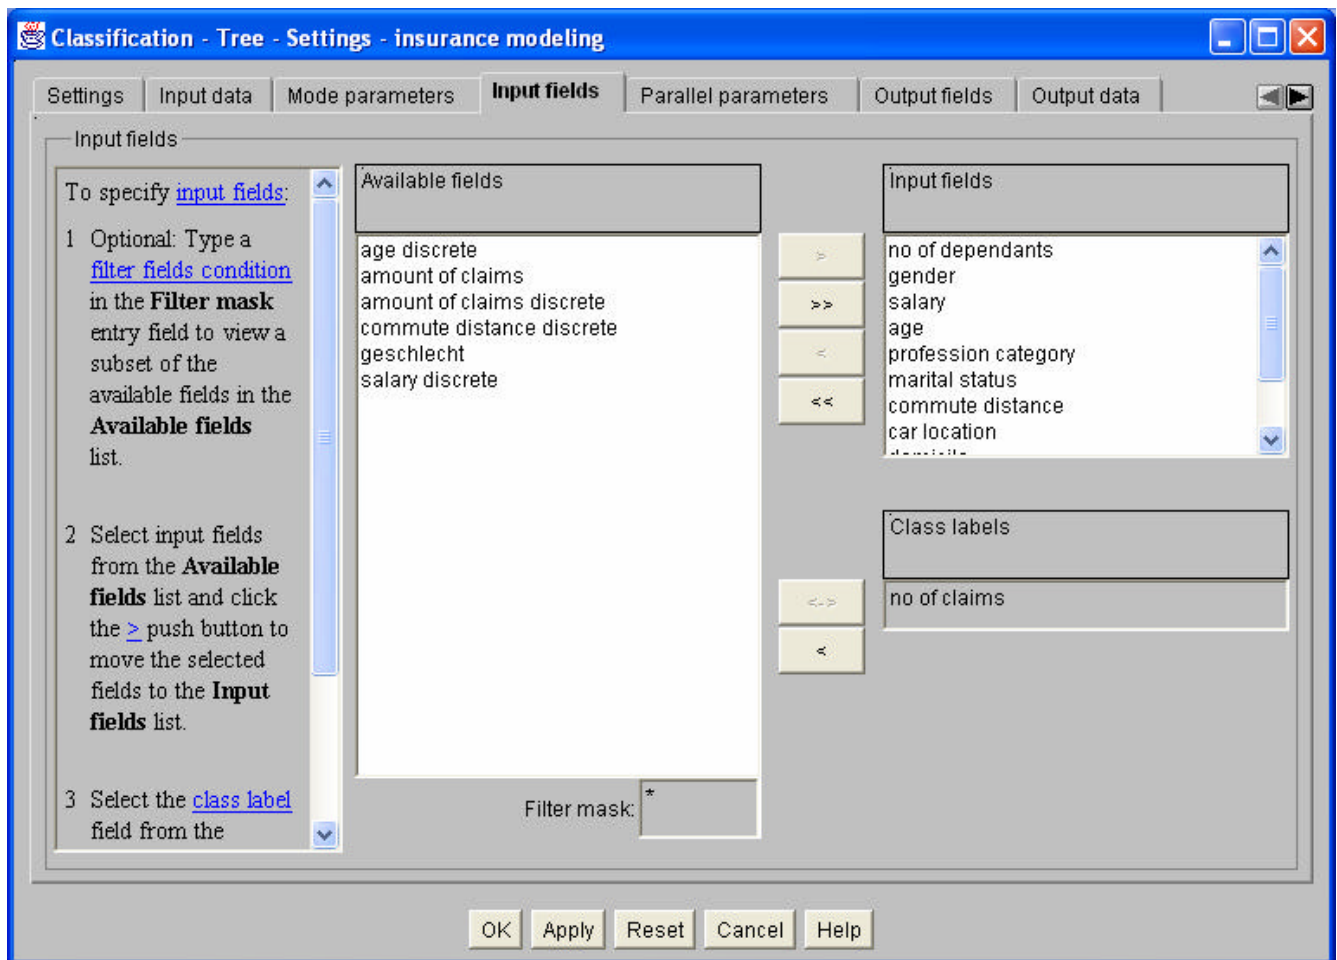 Classification - Tree - Settings - insurance modeling
Settings
Input data
Mode parameters
Input fields
Parallel parameters
Output fields
Output data
Input fields
To specify input fields:
1 Optional: Type a
filter fields condition
in the Filter mask
entry field to view a
subset of the
available fields in the
Available fields
list.
2 Select input fields
from the Available
fields list and click
the > push button to
move the selected
fields to the Input
fields list.
3 Select the class label
field from the
Available fields
age discrete
amount of claims
amount of claims discrete
commute distance discrete
geschlecht
salary discrete
Filter mask: *
>
>>
<
<<
Input fields
no of dependants
gender
salary
age
profession category
marital status
commute distance
car location
<->
<
Class labels
no of claims
OK
Apply
Reset
Cancel
Help